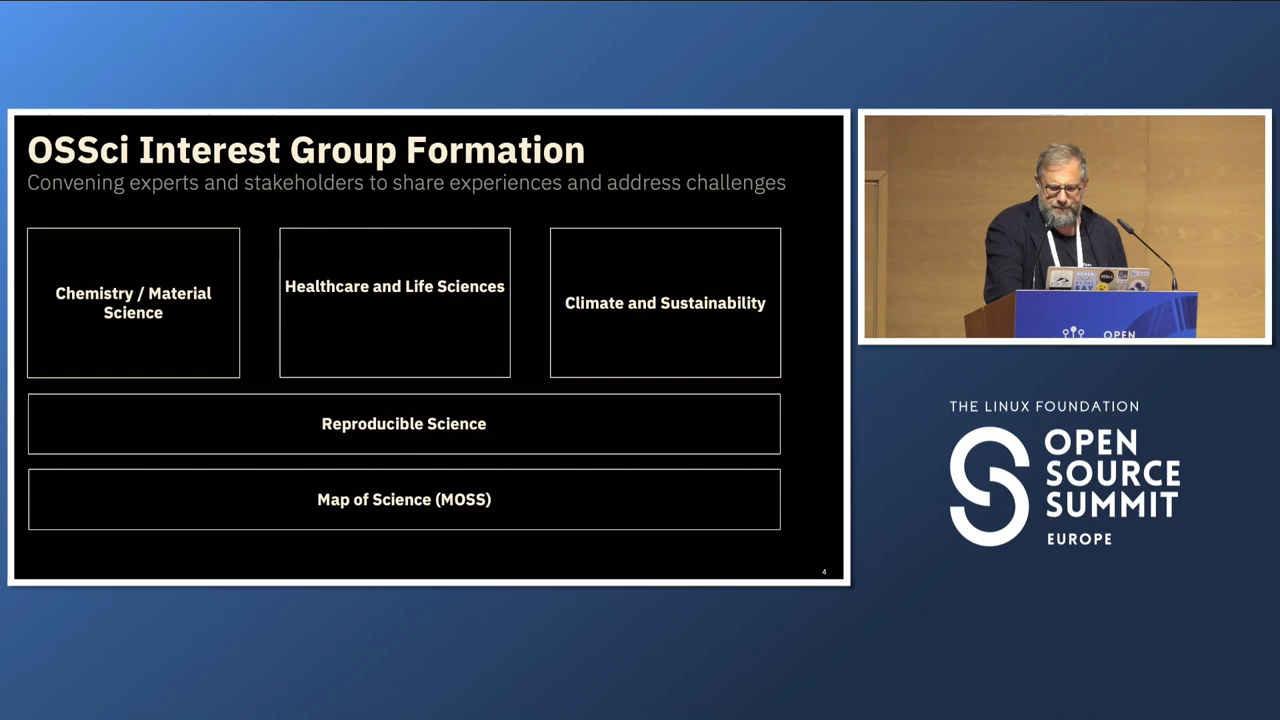 OSSci Interest Group Formation
Convening experts and stakeholders to share experiences and address challenges
Chemistry / Material
Science
Healthcare and Life Sciences
Climate and Sustainability
Reproducible Science
Map of Science (MOSS)
4
OPEN
THE LINUX FOUNDATION
OPEN
SOURCE
SUMMIT
EUROPE